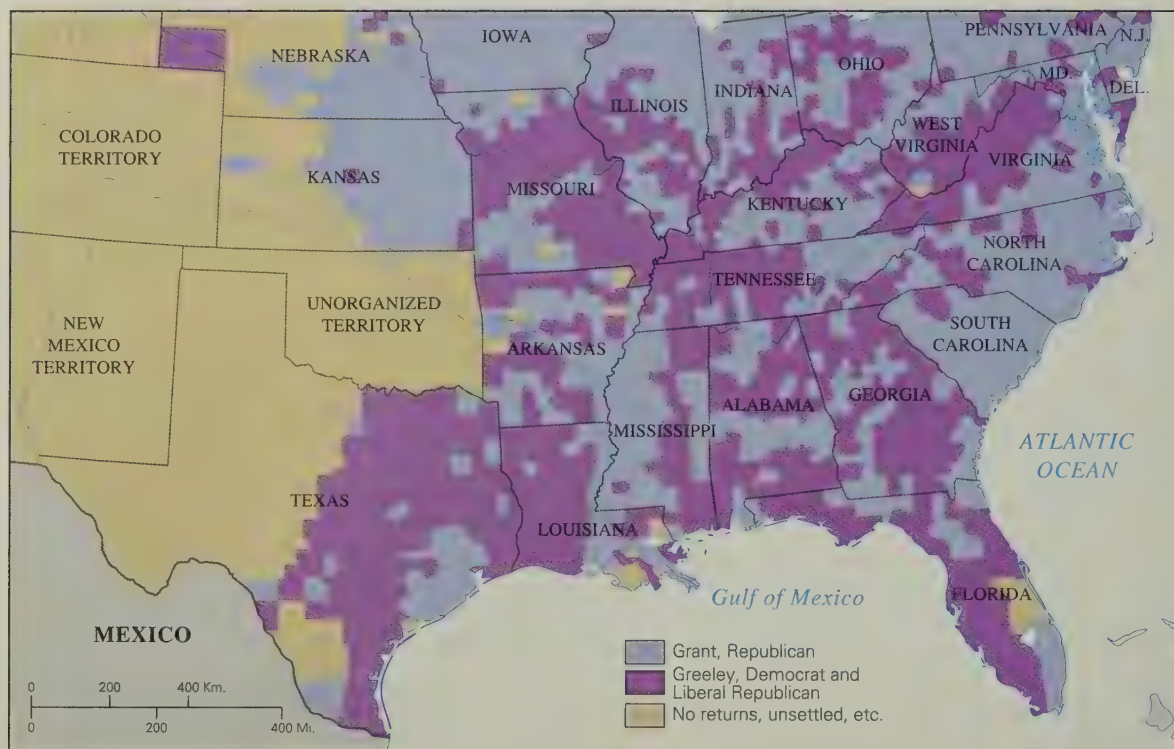 IOWA
PENNSYLVANIA
N.J.
NEBRASKA
OHIO
MD.
INDIANA
DEL.
ILLINOIS
WEST
VIRGINIA
COLORADO
TERRITORY
VIRGINIA
KANSAS
MISSOURI
KENTUCKY
NORTH
CAROLINA
TENNESSEE
UNORGANIZED
TERRITORY
NEW
MEXICO
TERRITORY
SOUTH
CAROLINA
ARKANSAS
GEORGIA
ALABAMA
MISSISSIPPI
ATLANTIC
OCEAN
TEXAS
LOUISIANA
FLORIDA
Gulf of Mexico
MEXICO
0 200 400 Km.
0 200 400 Mi.
Grant, Republican
Greeley, Democrat and
Liberal Republican
No returns, unsettled, etc.